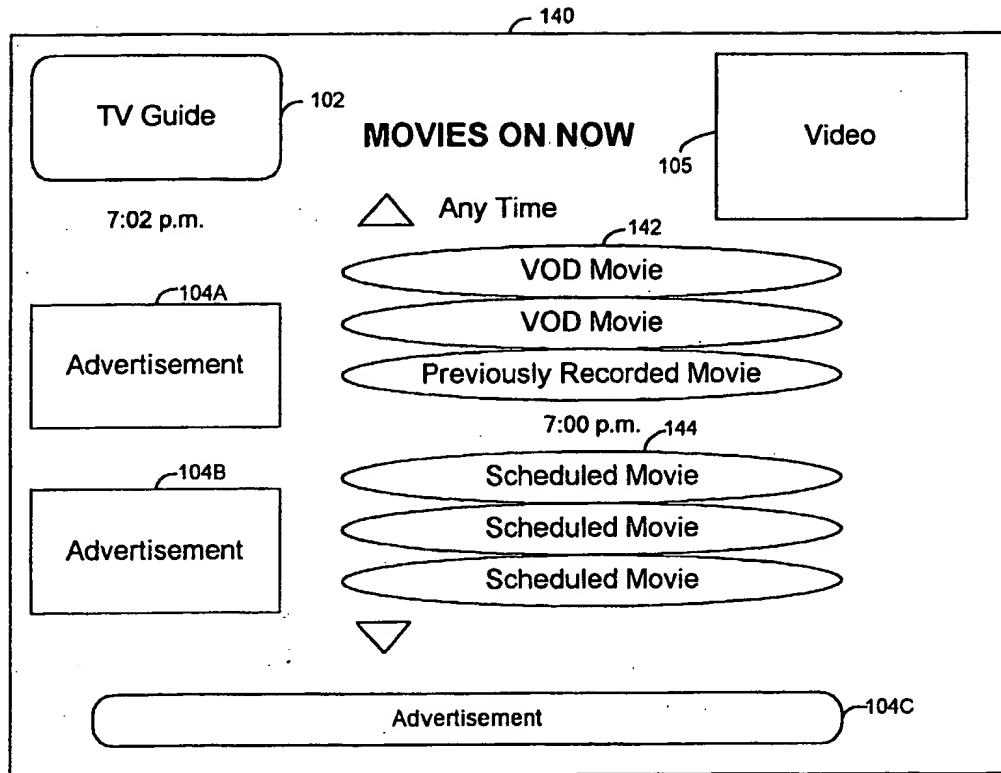 140
TV Guide
102
MOVIES ON NOW
105
Video
7:02 p.m.
Any Time
142
VOD Movie
104A
VOD Movie
Advertisement
Previously Recorded Movie
7:00 p.m.
144
104B
Scheduled Movie
Advertisement
Scheduled Movie
Scheduled Movie
Advertisement
104C